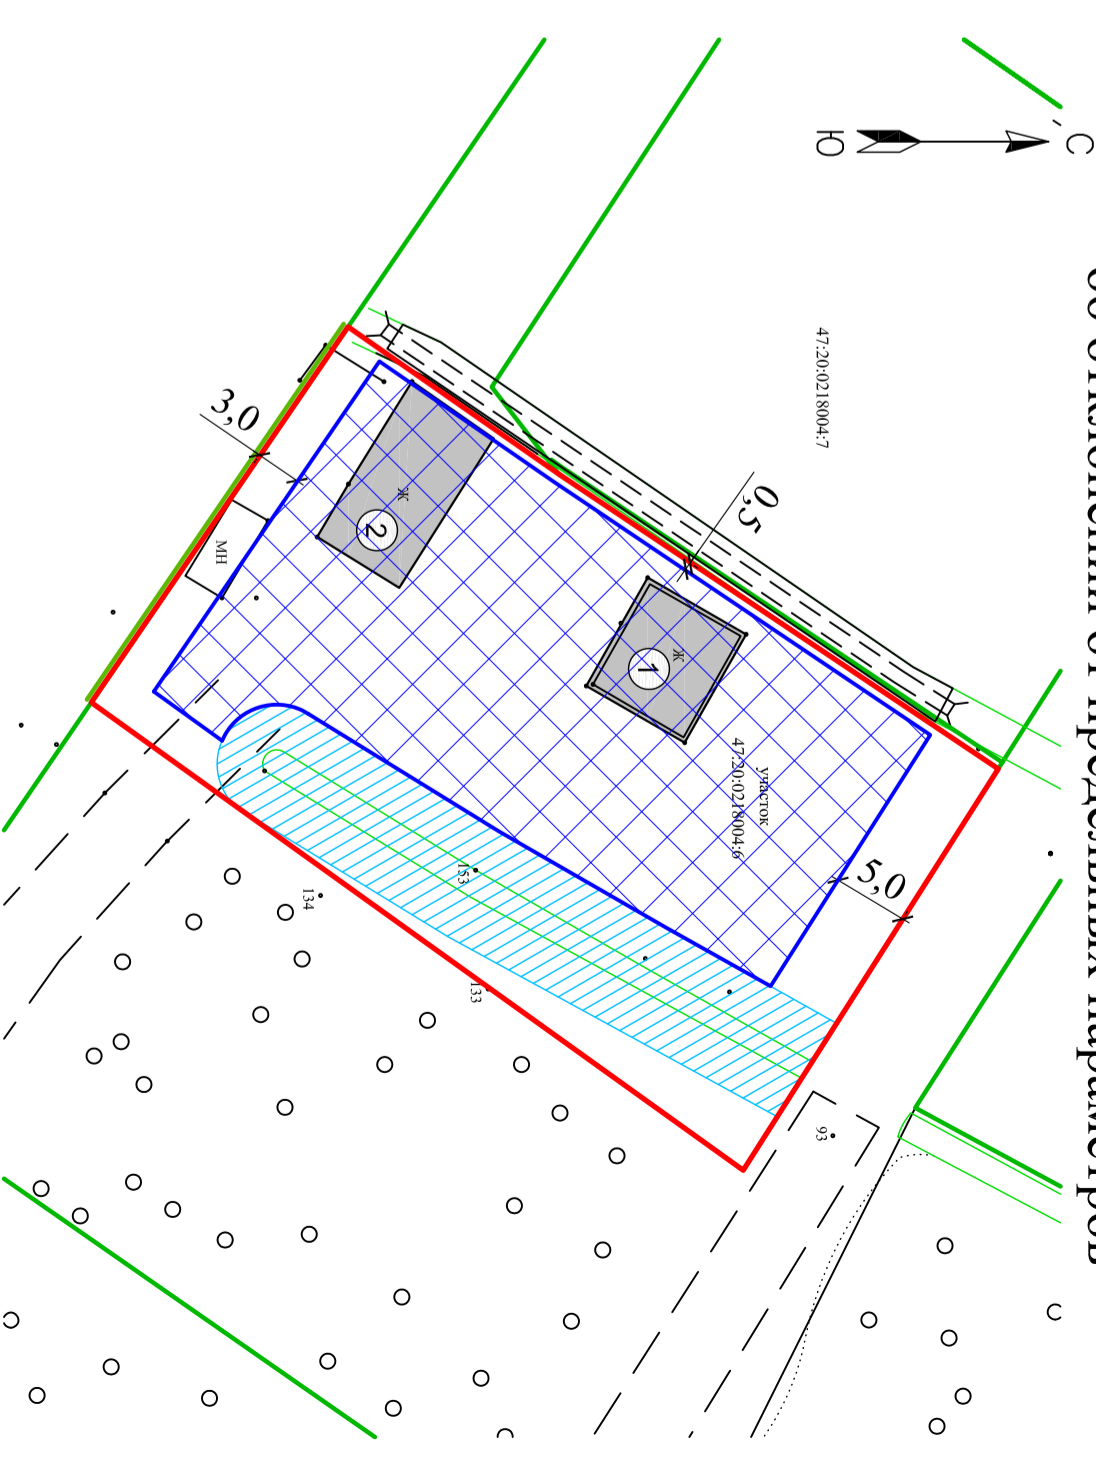 об отклонении от предельных параметров
С
Ю
47:20:0218004:7
0,5
3,0
Ж
2
МН
Ж
1
участок
47:20:0218004:6
5,0
153
134
133
93